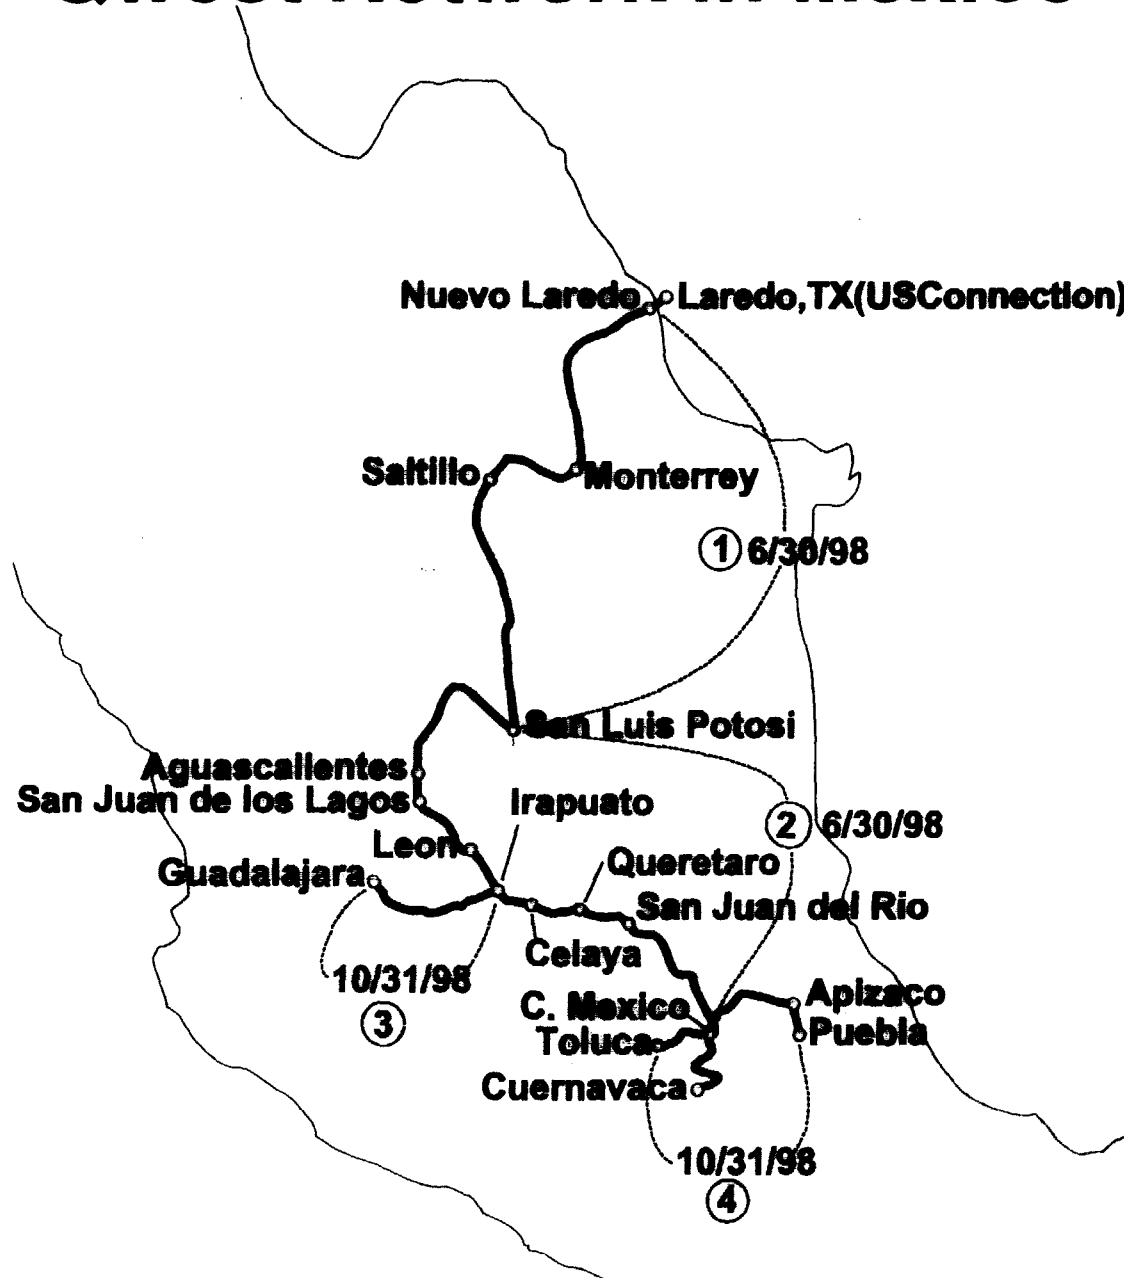 Nuevo Laredo
Laredo,TX(USConnection)
Saltillo
Monterrey
1 6/30/98
San Luis Potosi
Aguascalientes
San Juan de los Lagos
Irapuato
2 6/30/98
Leon
Guadalajara
Queretaro
San Juan del Rio
Celaya
10/31/98
3
C. Mexico
Apizaco
Toluca
Puebla
Cuernavaca
10/31/98
4